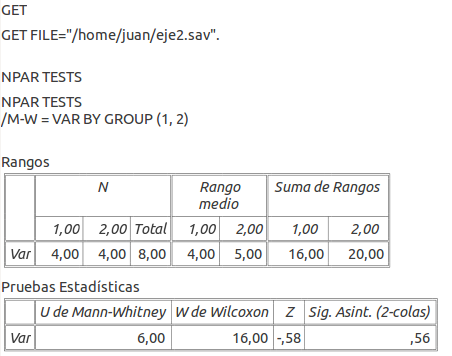 GET
GET FILE="/home/juan/eje2.sav".
NPAR TESTS
NPAR TESTS
/M-W = VAR BY GROUP (1, 2)
Rangos
N Rango medio Suma de Rangos
1,00 2,00 Total 1,00 2,00 1,00 2,00
Var 4,00 4,00 8,00 4,00 5,00 16,00 20,00
Pruebas Estadísticas
U de Mann-Whitney W de Wilcoxon Z Sig. Asint. (2-colas)
Var 6,00 16,00 -,58 ,56